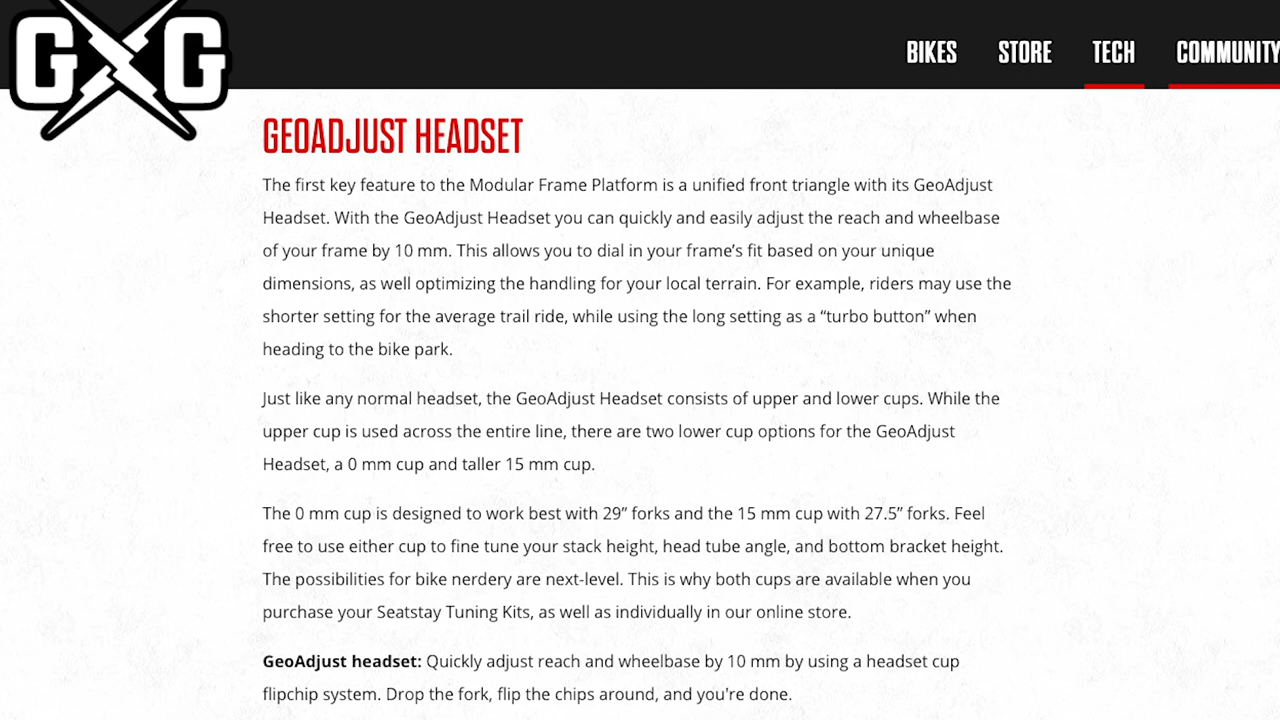 GG
BIKES STORE TECH COMMUNITY
GEOADJUST HEADSET
The first key feature to the Modular Frame Platform is a unified front triangle with its GeoAdjust
Headset. With the GeoAdjust Headset you can quickly and easily adjust the reach and wheelbase
of your frame by 10 mm. This allows you to dial in your frame’s fit based on your unique
dimensions, as well optimizing the handling for your local terrain. For example, riders may use the
shorter setting for the average trail ride, while using the long setting as a “turbo button” when
heading to the bike park.
Just like any normal headset, the GeoAdjust Headset consists of upper and lower cups. While the
upper cup is used across the entire line, there are two lower cup options for the GeoAdjust
Headset, a 0 mm cup and taller 15 mm cup.
The 0 mm cup is designed to work best with 29” forks and the 15 mm cup with 27.5” forks. Feel
free to use either cup to fine tune your stack height, head tube angle, and bottom bracket height.
The possibilities for bike nerdery are next-level. This is why both cups are available when you
purchase your Seatstay Tuning Kits, as well as individually in our online store.
GeoAdjust headset: Quickly adjust reach and wheelbase by 10 mm by using a headset cup
flipchip system. Drop the fork, flip the chips around, and you're done.